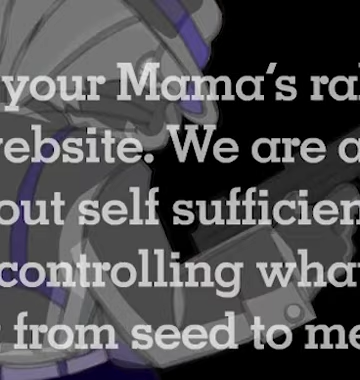 your Mama's ra
website. We are a
out self sufficien
controlling wha
from seed to me